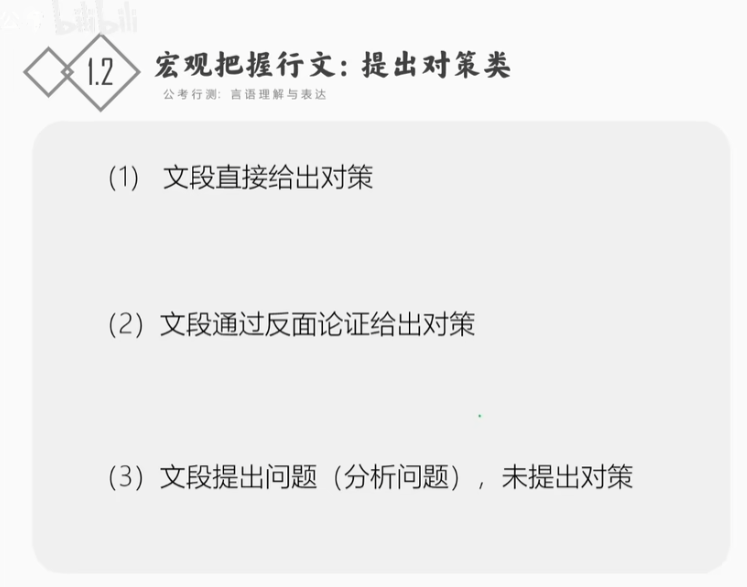 bilibili
1.2
宏观把握行文：提出对策类
公考行测：言语理解与表达
(1) 文段直接给出对策
(2) 文段通过反面论证给出对策
(3) 文段提出问题（分析问题），未提出对策